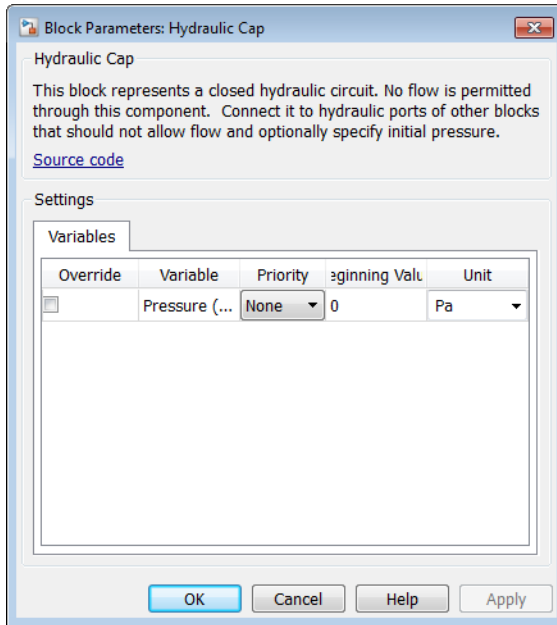 Block Parameters: Hydraulic Cap
Hydraulic Cap
This block represents a closed hydraulic circuit. No flow is permitted
through this component. Connect it to hydraulic ports of other blocks
that should not allow flow and optionally specify initial pressure.
Source code
Settings
Variables
Override Variable Priority eginning Valu Unit
Pressure (... None 0 Pa
OK Cancel Help Apply